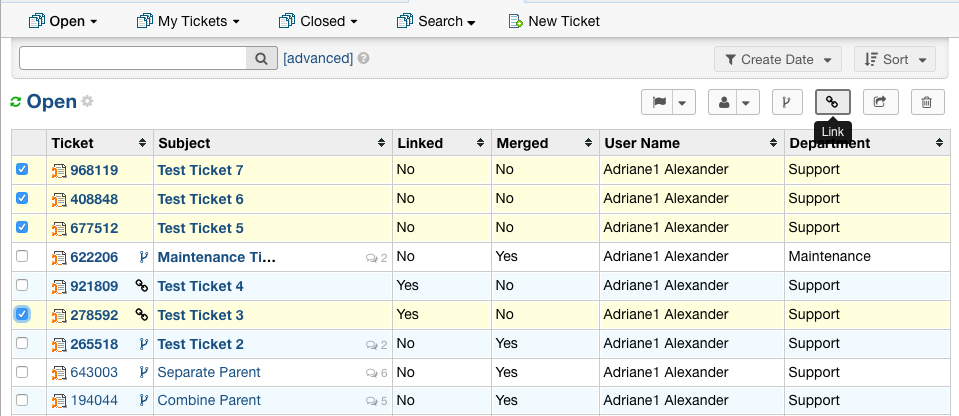 Open My Tickets Closed Search New Ticket
[advanced] ? Create Date Sort
Open
Link
Ticket Subject Linked Merged User Name Department
968119 Test Ticket 7 No No Adriane1 Alexander Support
408848 Test Ticket 6 No No Adriane1 Alexander Support
677512 Test Ticket 5 No No Adriane1 Alexander Support
622206 Maintenance Ti... 2 No Yes Adriane1 Alexander Maintenance
921809 Test Ticket 4 Yes No Adriane1 Alexander Support
278592 Test Ticket 3 Yes No Adriane1 Alexander Support
265518 Test Ticket 2 2 No Yes Adriane1 Alexander Support
643003 Separate Parent 6 No Yes Adriane1 Alexander Support
194044 Combine Parent 5 No Yes Adriane1 Alexander Support